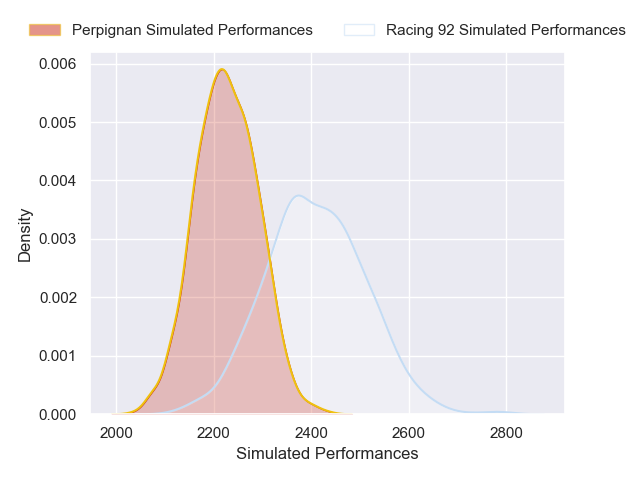 Perpignan Simulated Performances Racing 92 Simulated Performances
0.006
0.005
0.004
0.003
0.002
0.001
0.000
Density
2000 2200 2400 2600 2800
Simulated Performances